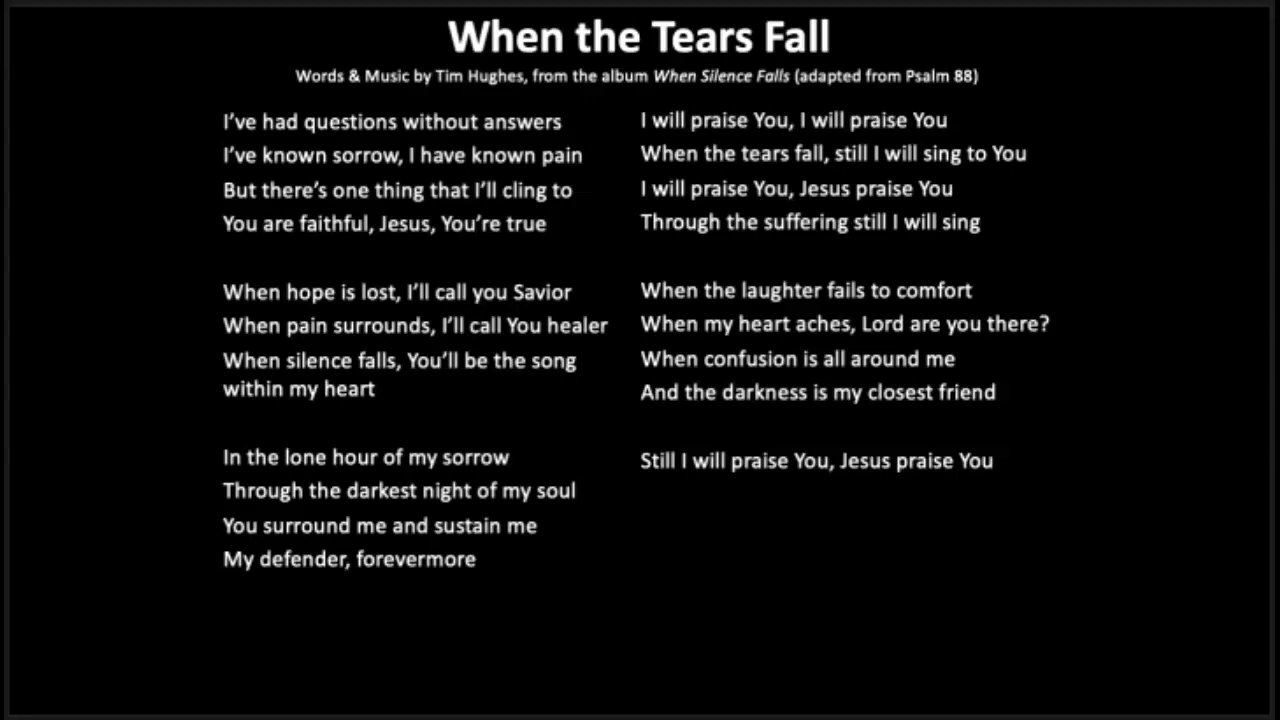 When the Tears Fall
Words & Music by Tim Hughes, from the album When Silence Falls (adapted from Psalm 88)
I've had questions without answers
I've known sorrow, I have known pain
But there's one thing that I'll cling to
You are faithful, Jesus, You're true
When hope is lost, I'll call you Savior
When pain surrounds, I'll call You healer
When silence falls, You'll be the song
within my heart
In the lone hour of my sorrow
Through the darkest night of my soul
You surround me and sustain me
My defender, forevermore
I will praise You, I will praise You
When the tears fall, still I will sing to You
I will praise You, Jesus praise You
Through the suffering still I will sing
When the laughter fails to comfort
When my heart aches, Lord are you there?
When confusion is all around me
And the darkness is my closest friend
Still I will praise You, Jesus praise You